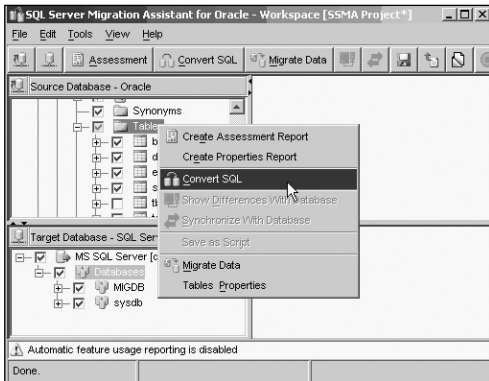 SQL Server Migration Assistant for Oracle - Workspace [SSMA Project*]
File Edit Tools View Help
Assessment Convert SQL Migrate Data
Source Database - Oracle
Synonyms
Table
b
d
e
s
Create Assessment Report
Create Properties Report
Convert SQL
Show Differences With Database
Synchronize With Database
Save as Script
Migrate Data
Tables Properties
Target Database - SQL Ser
MS SQL Server [c
Databases
MIGDB
sysdb
Automatic feature usage reporting is disabled
Done.